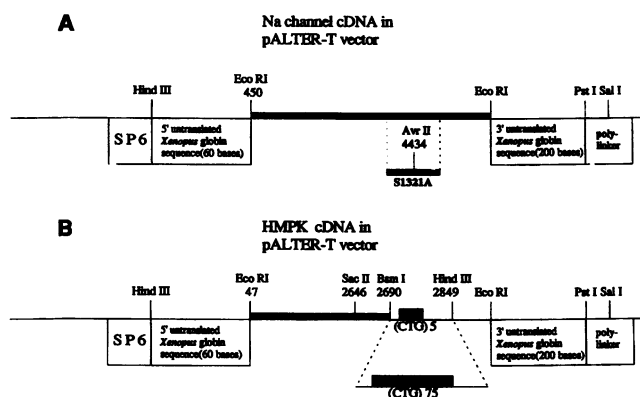 A
Na channel cDNA in
pALTER-T vector
Hind III
Eco RI
450
Eco RI
Pst I
Sal I
SP6
5' untranslated
Xenopus globin
sequence(60 bases)
Avr II
4434
S1321A
3' untranslated
Xenopus globin
sequence(200 bases)
poly-
linker
B
HMPK cDNA in
pALTER-T vector
Hind III
Eco RI
47
Sac II
2646
Bam I
2690
Hind III
2849
Eco RI
Pst I
Sal I
SP6
5' untranslated
Xenopus globin
sequence(60 bases)
(CTG) 5
3' untranslated
Xenopus globin
sequence(200 bases)
poly-
linker
(CTG) 75